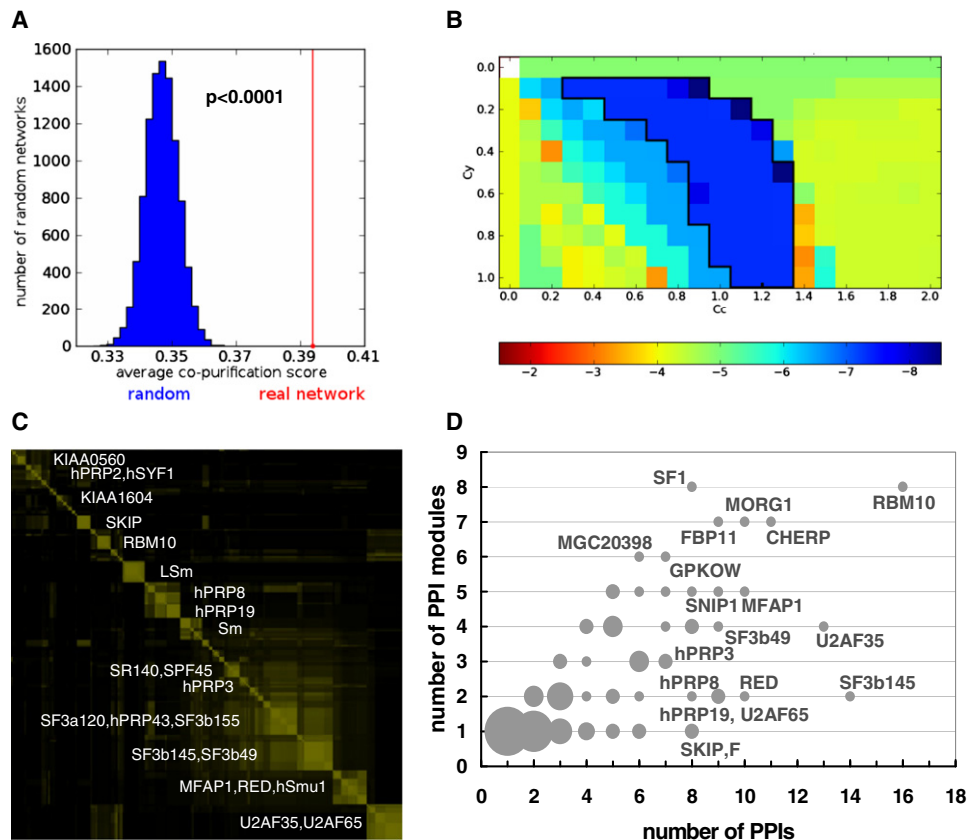 A
1600
1400
1200
1000
800
600
400
200
0
number of random networks
p<0.0001
0.33 0.35 0.37 0.39 0.41
average co-purification score
random real network
B
0.0
0.2
0.4
0.6
0.8
1.0
Cy
0.0 0.2 0.4 0.6 0.8 1.0 1.2 1.4 1.6 1.8 2.0
Cc
−2 −3 −4 −5 −6 −7 −8
C
KIAA0560
hPRP2,hSYF1
KIAA1604
SKIP
RBM10
LSm
hPRP8
hPRP19
Sm
SR140,SPF45
hPRP3
SF3a120,hPRP43,SF3b155
SF3b145,SF3b49
MFAP1,RED,hSmu1
U2AF35,U2AF65
D
9
8
7
6
5
4
3
2
1
0
number of PPI modules
SF1
RBM10
MORG1
FBP11 CHERP
MGC20398
GPKOW
SNIP1 MFAP1
SF3b49 U2AF35
hPRP3
hPRP8 RED SF3b145
hPRP19, U2AF65
SKIP,F
0 2 4 6 8 10 12 14 16 18
number of PPIs